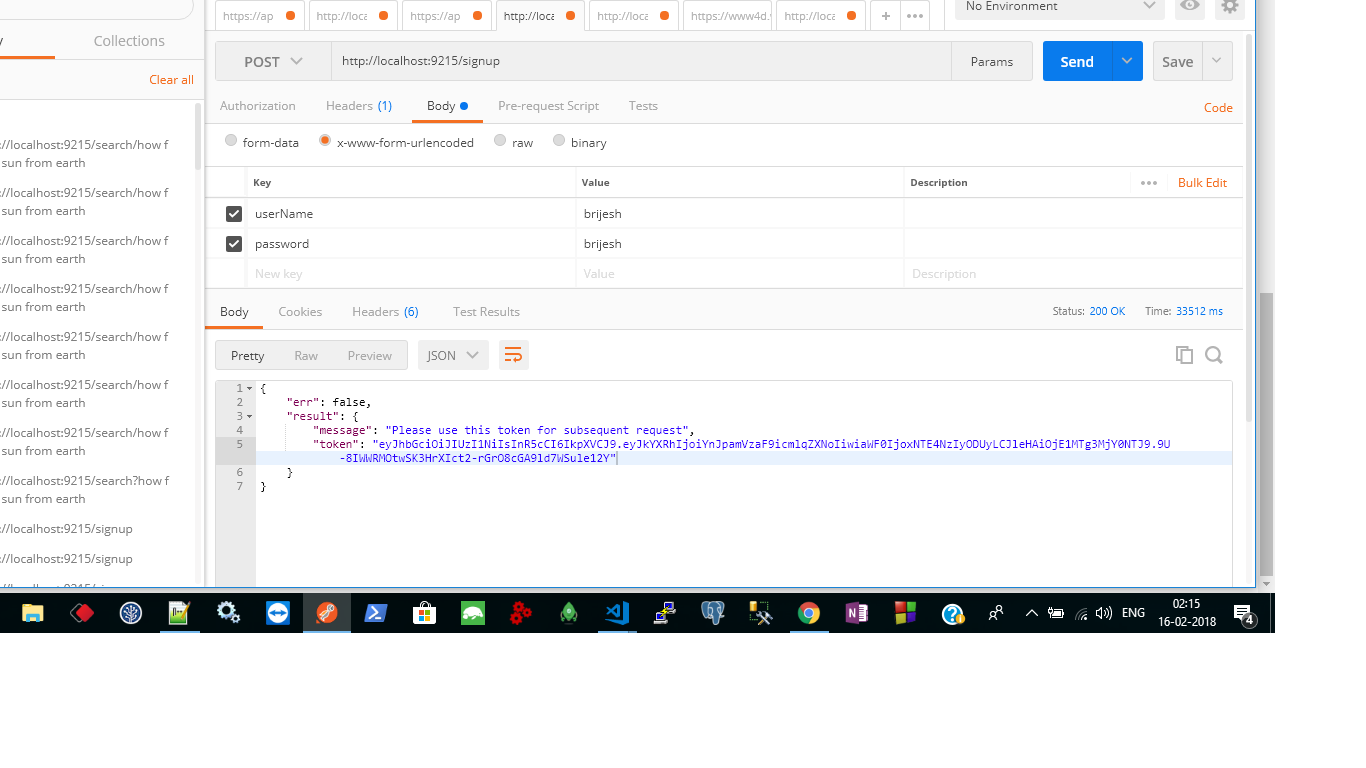 https://ap
http://loca
https://ap
http://loca
http://loca
https://www4d.
http://loca
+
No Environment
y
Collections
Clear all
POST
http://localhost:9215/signup
Params
Send
Save
Authorization
Headers (1)
Body
Pre-request Script
Tests
Code
form-data
x-www-form-urlencoded
raw
binary
Key
Value
Description
Bulk Edit
userName
brijesh
password
brijesh
New key
Value
Description
://localhost:9215/search/how f
sun from earth
://localhost:9215/search/how f
sun from earth
://localhost:9215/search/how f
sun from earth
://localhost:9215/search/how f
sun from earth
://localhost:9215/search/how f
sun from earth
://localhost:9215/search/how f
sun from earth
://localhost:9215/search/how f
sun from earth
://localhost:9215/search?how f
sun from earth
://localhost:9215/signup
://localhost:9215/signup
Body
Cookies
Headers (6)
Test Results
Status: 200 OK
Time: 33512 ms
Pretty
Raw
Preview
JSON
1 {
2 "err": false,
3 "result": {
4 "message": "Please use this token for subsequent request",
5 "token": "eyJhbGciOiJIUzI1NiIsInR5cCI6IkpXVCJ9.eyJkYXRhIjoiYnJpamVzaF9icmlqZXNoIiwiaWF0IjoxNTE4NzIyODUyLCJleHAiOjE1MTg3MjY0NTJ9.9U
-8IWWRMOtwSK3HrXIct2-rGrO8cGA9ld7WSule12Y"
6 }
7 }
ENG
02:15
16-02-2018
4